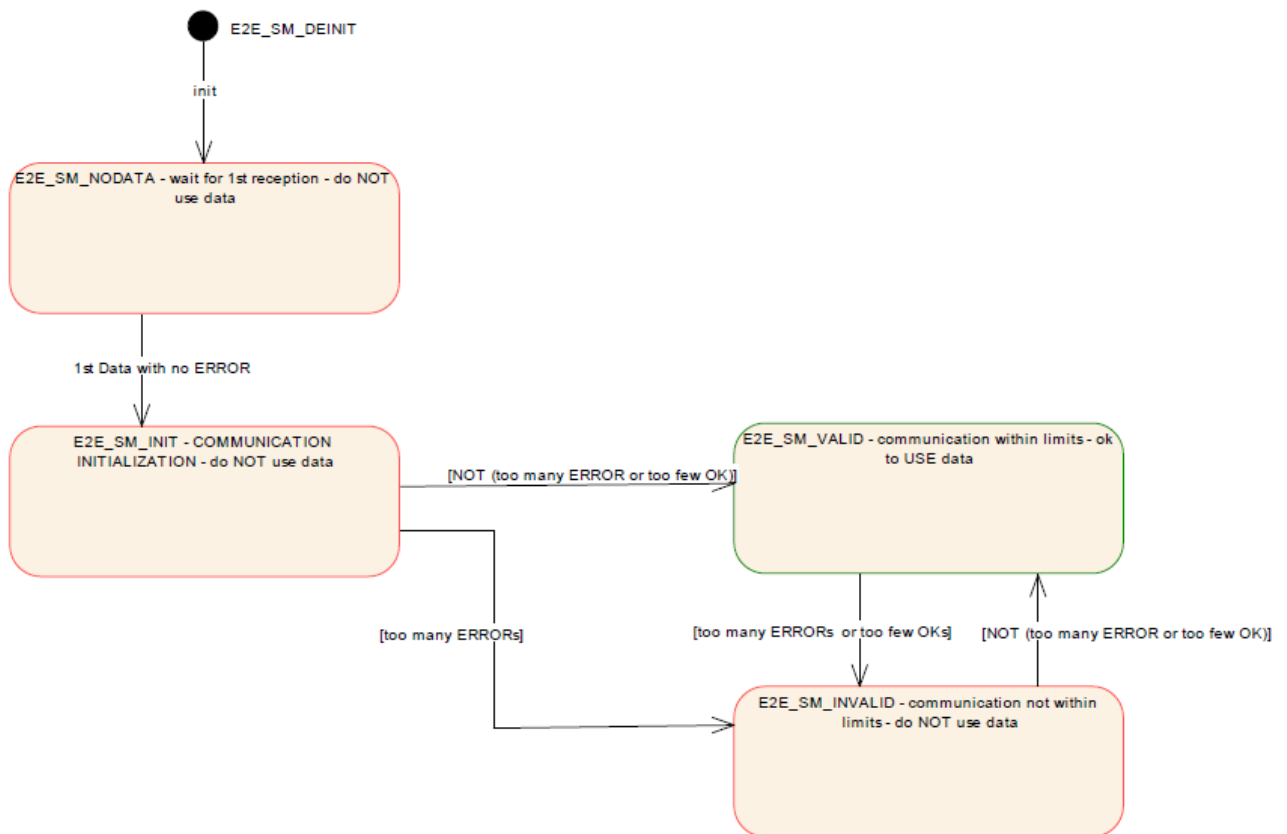 E2E_SM_DEINIT
init
E2E_SM_NODATA - wait for 1st reception - do NOT
use data
1st Data with no ERROR
E2E_SM_INIT - COMMUNICATION
INITIALIZATION - do NOT use data
[NOT (too many ERROR or too few OK)]
E2E_SM_VALID - communication within limits - ok
to USE data
[too many ERRORs]
[too many ERRORs or too few OKs]
[NOT (too many ERROR or too few OK)]
E2E_SM_INVALID - communication not within
limits - do NOT use data